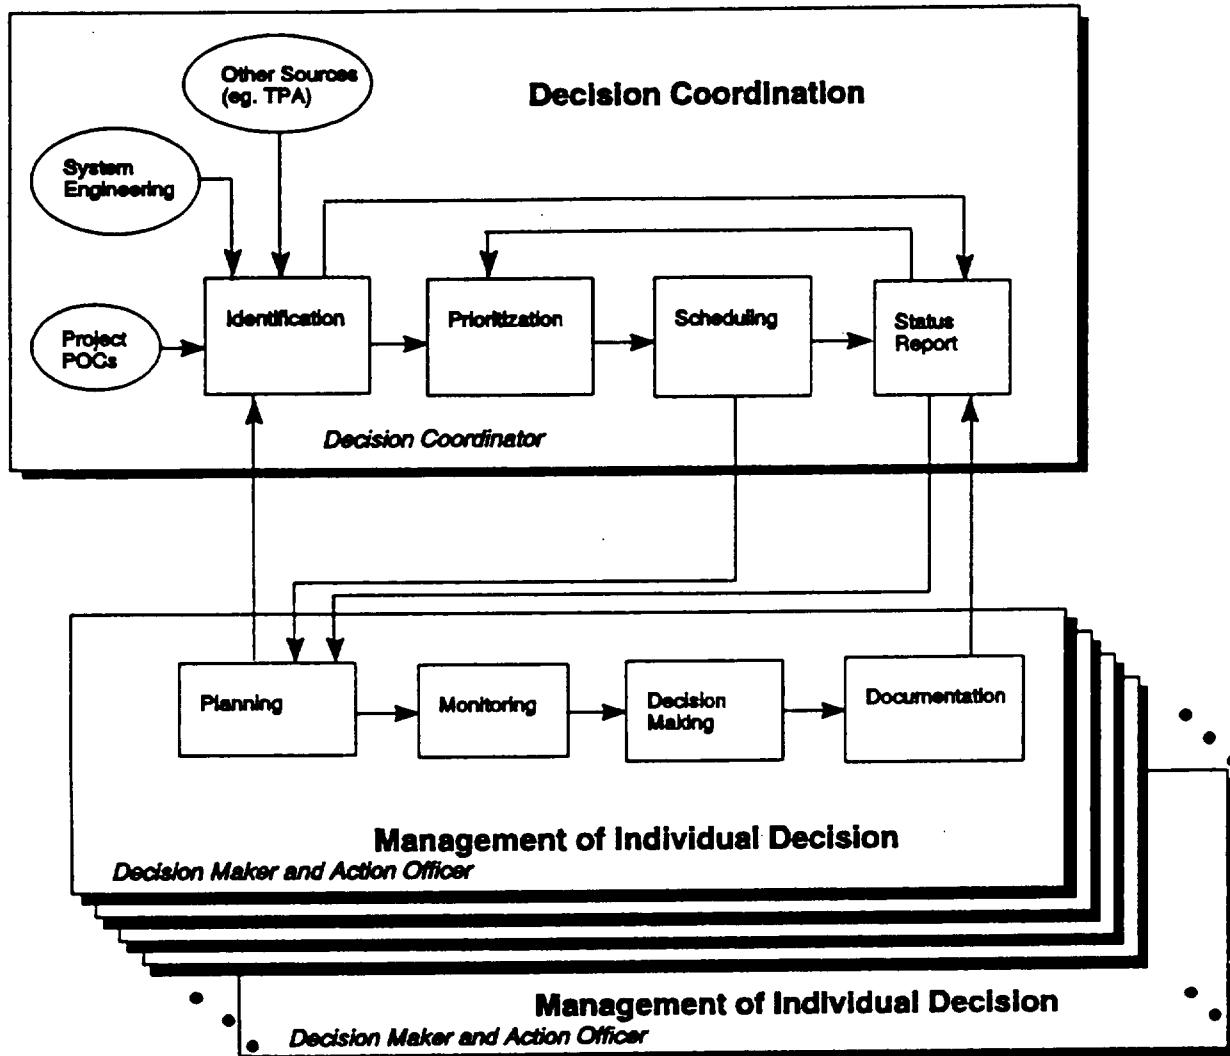 Other Sources
(eg. TPA)
Decision Coordination
System
Engineering
Identification
Prioritization
Scheduling
Status
Report
Project
POCs
Decision Coordinator
Planning
Monitoring
Decision
Making
Documentation
Management of Individual Decision
Decision Maker and Action Officer
Management of Individual Decision
Decision Maker and Action Officer